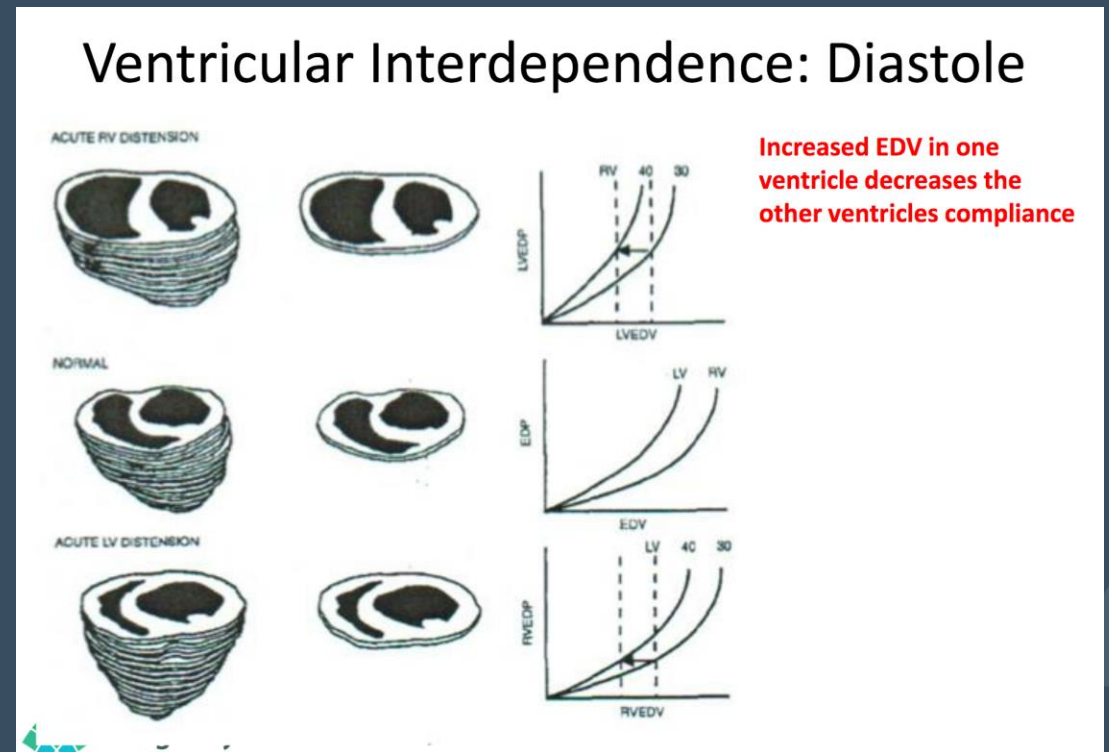 Ventricular Interdependence: Diastole
ACUTE RV DISTENSION
RV 40 30
LVEDP
LVEDV
Increased EDV in one
ventricle decreases the
other ventricles compliance
NORMAL
LV RV
EDP
EDV
ACUTE LV DISTENSION
LV 40 30
RVEDP
RVEDV